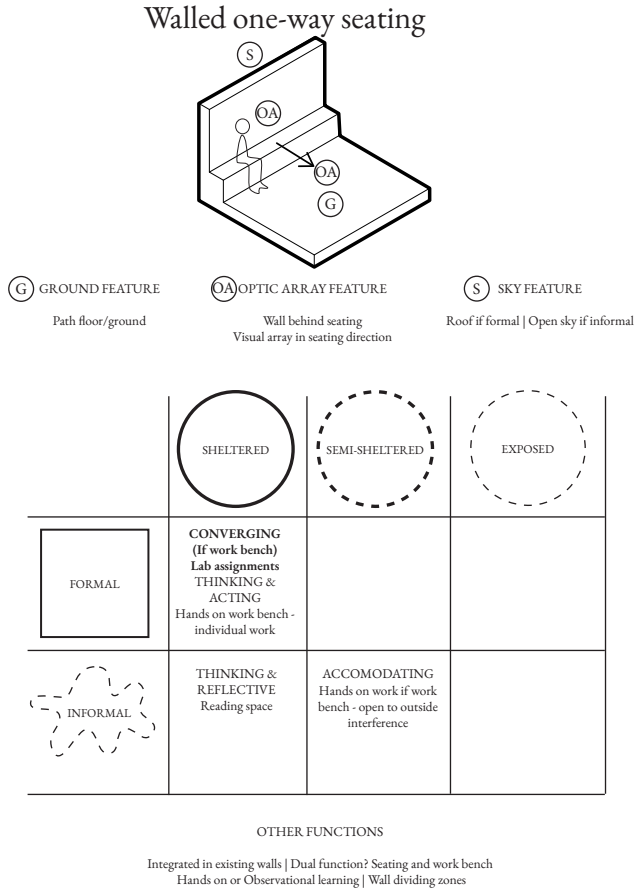 Walled one-way seating
S
OA
OA
G
G GROUND FEATURE
Path floor/ground
OA OPTIC ARRAY FEATURE
Wall behind seating
Visual array in seating direction
S SKY FEATURE
Roof if formal | Open sky if informal
SHELTERED
SEMI-SHELTERED
EXPOSED
FORMAL
CONVERGING
(If work bench)
Lab assignments
THINKING &
ACTING
Hands on work bench -
individual work
INFORMAL
THINKING &
REFLECTIVE
Reading space
ACCOMODATING
Hands on work if work
bench - open to outside
interference
OTHER FUNCTIONS
Integrated in existing walls | Dual function? Seating and work bench
Hands on or Observational learning | Wall dividing zones